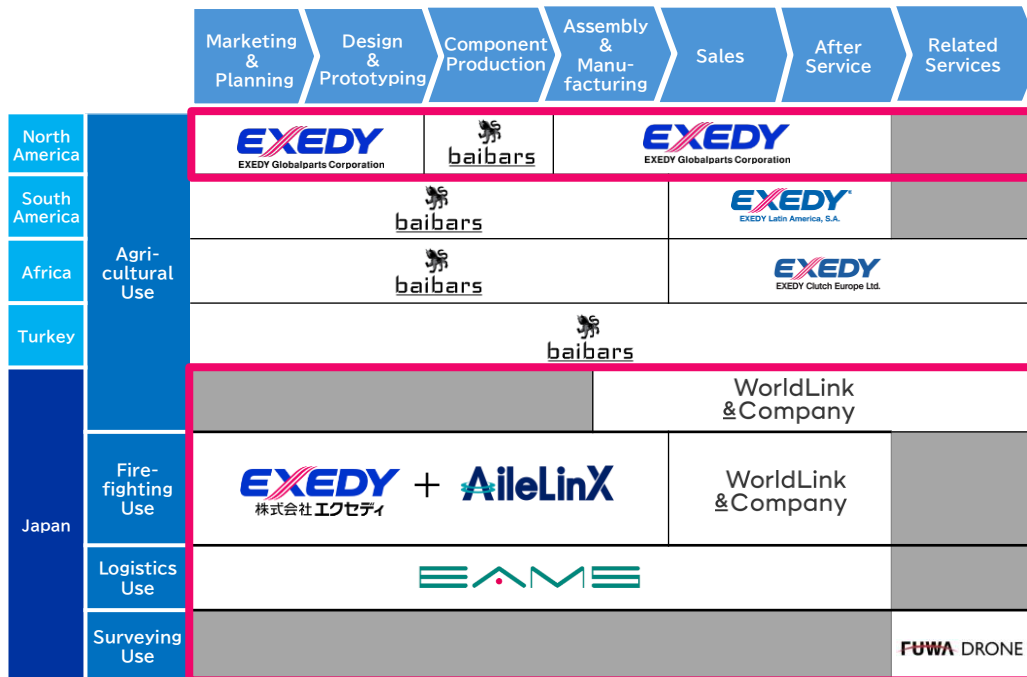 Marketing
&
Planning
Design
&
Prototyping
Component
Production
Assembly
&
Manu-
facturing
Sales
After
Service
Related
Services
North
America
Agri-
cultural
Use
EXEDY
EXEDY Globalparts Corporation
baibars
EXEDY
EXEDY Globalparts Corporation
South
America
baibars
EXEDY
EXEDY Latin America, S.A.
Africa
baibars
EXEDY
EXEDY Clutch Europe Ltd.
Turkey
baibars
Japan
WorldLink
&Company
Fire-
fighting
Use
EXEDY
株式会社エクセディ
+
AileLinX
WorldLink
&Company
Logistics
Use
EAMS
Surveying
Use
FUWA DRONE